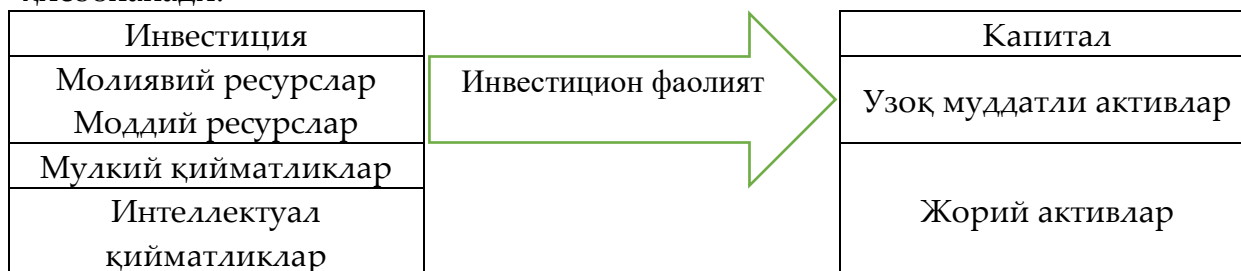 Инвестиция
Молиявий ресурслар
Моддий ресурслар
Мулкий қийматликлар
Интеллектуал
қийматликлар
Инвестицион фаолият
Капитал
Узоқ муддатли активлар
Жорий активлар